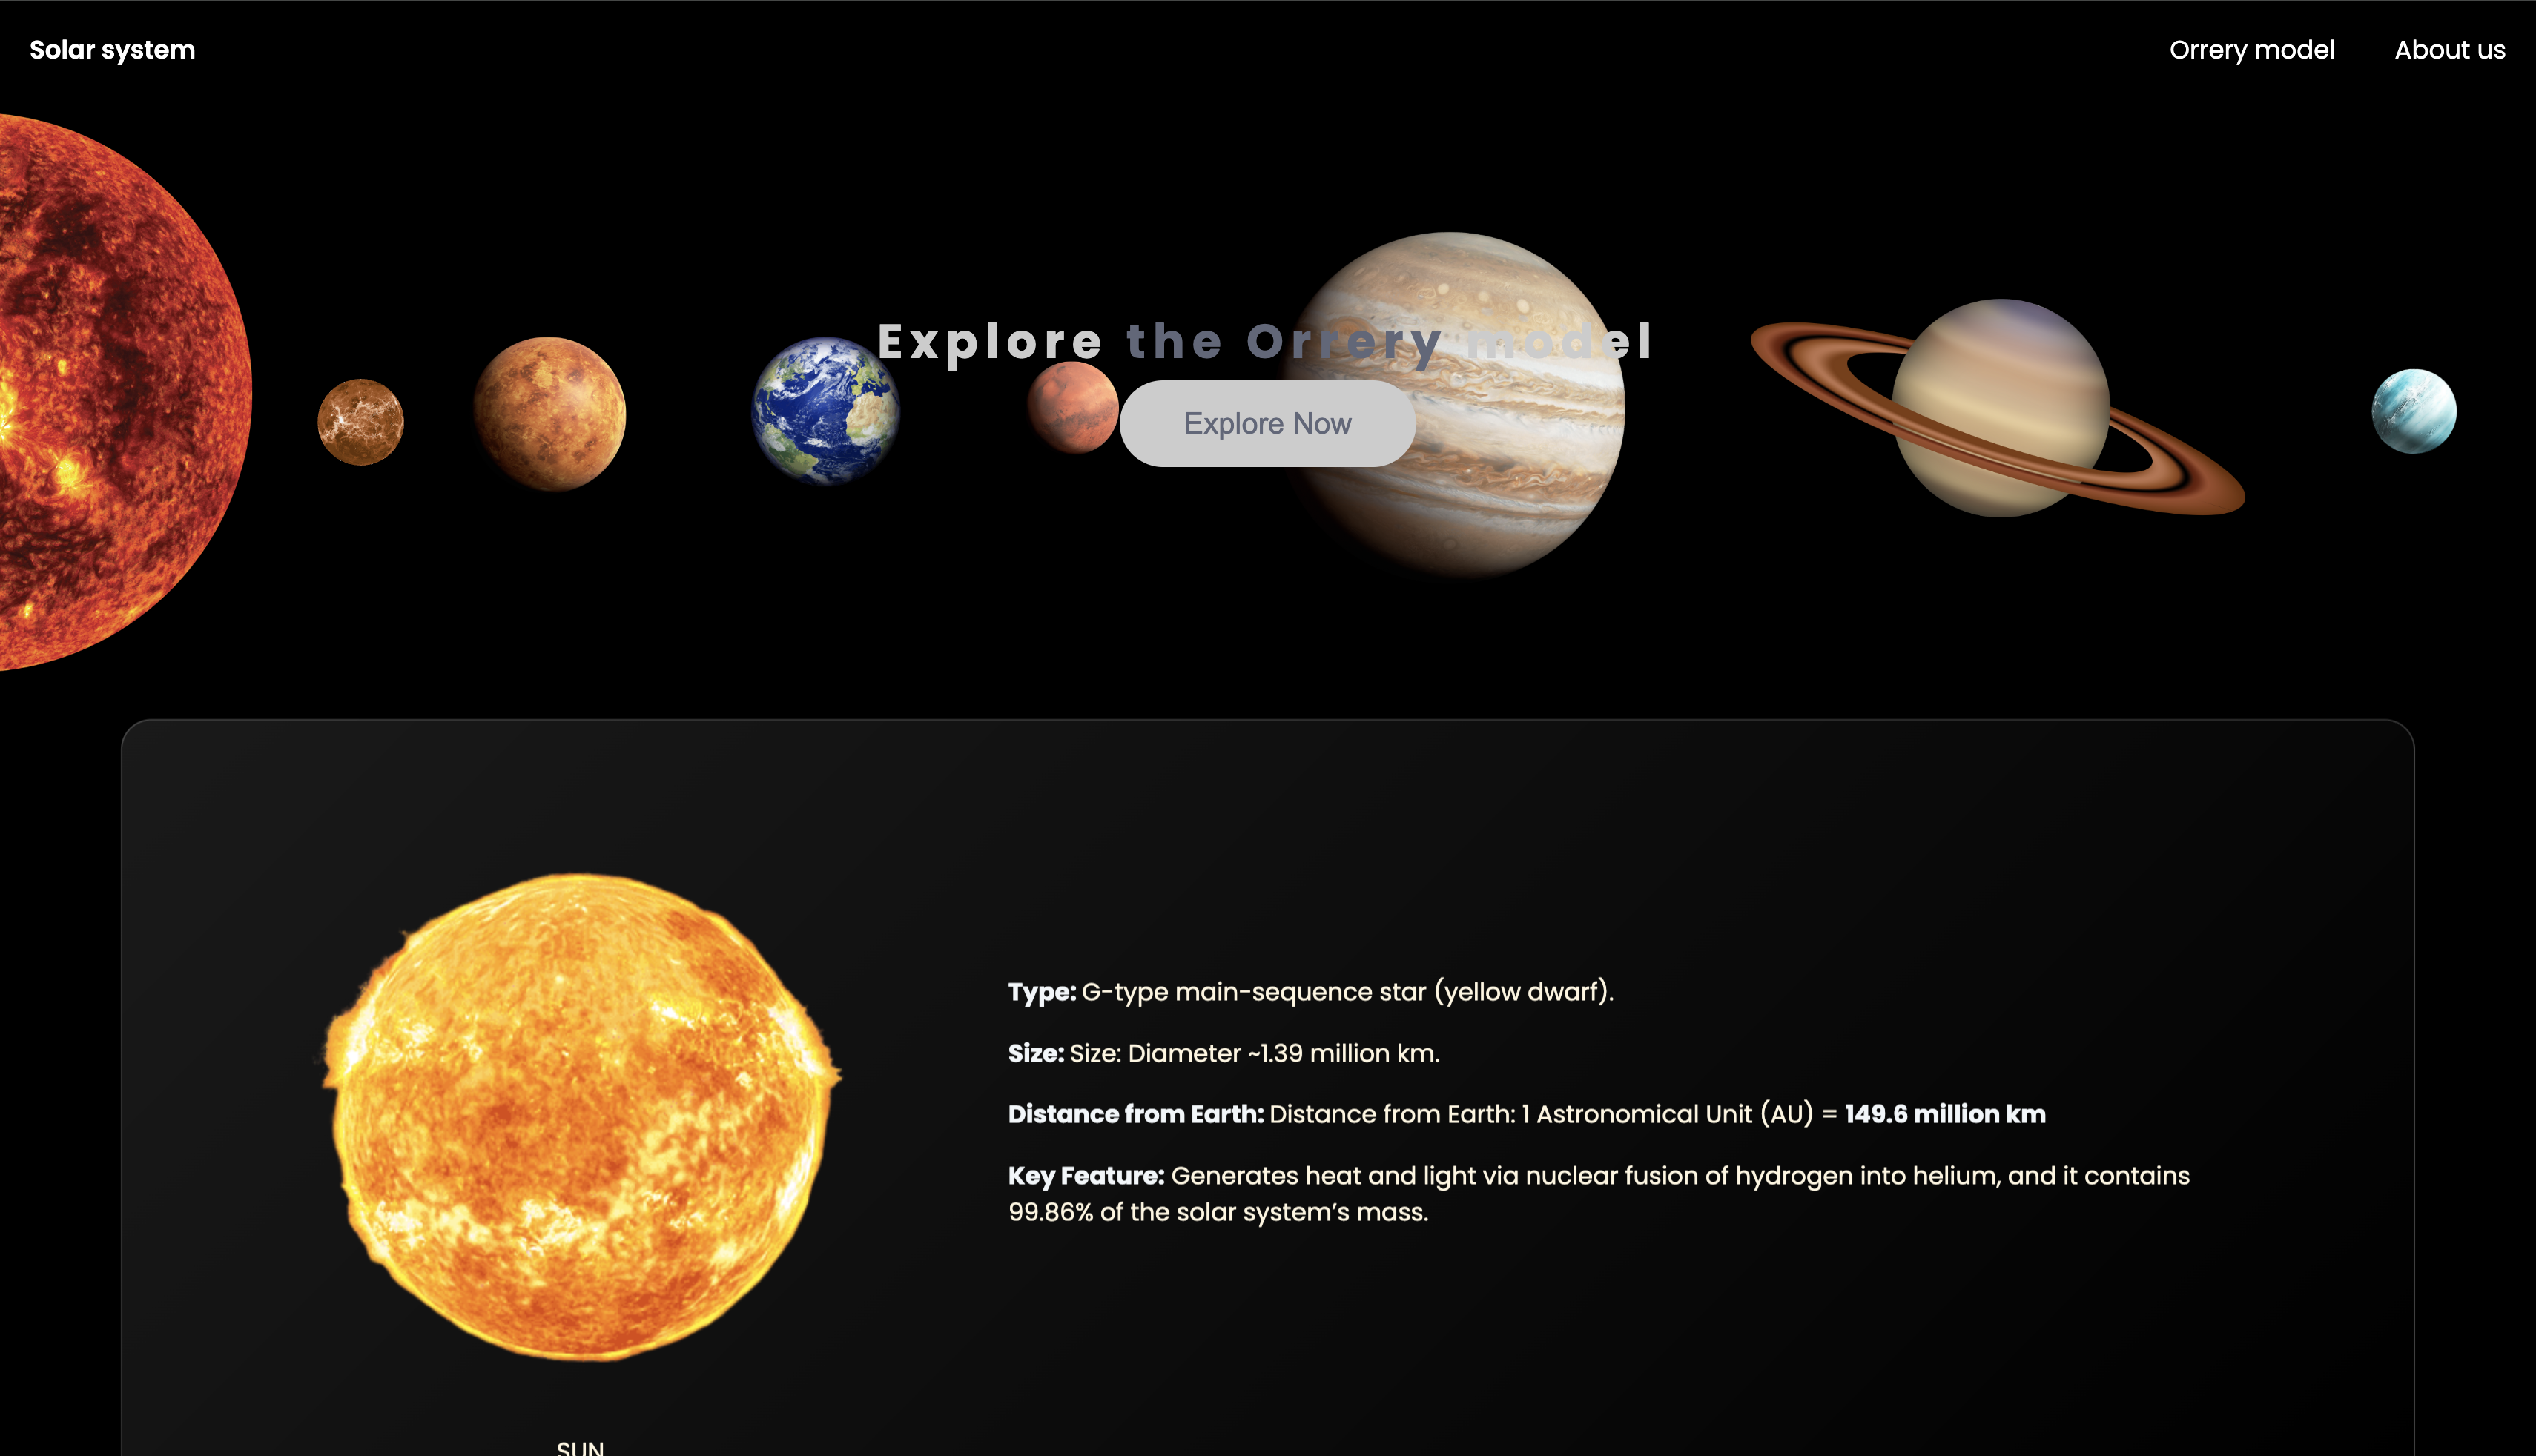 Solar system
Orrery model
About us
Explore the Orrery model
Explore Now
Type: G-type main-sequence star (yellow dwarf).
Size: Size: Diameter ~1.39 million km.
Distance from Earth: Distance from Earth: 1 Astronomical Unit (AU) = 149.6 million km
Key Feature: Generates heat and light via nuclear fusion of hydrogen into helium, and it contains
99.86% of the solar system’s mass.
SUN